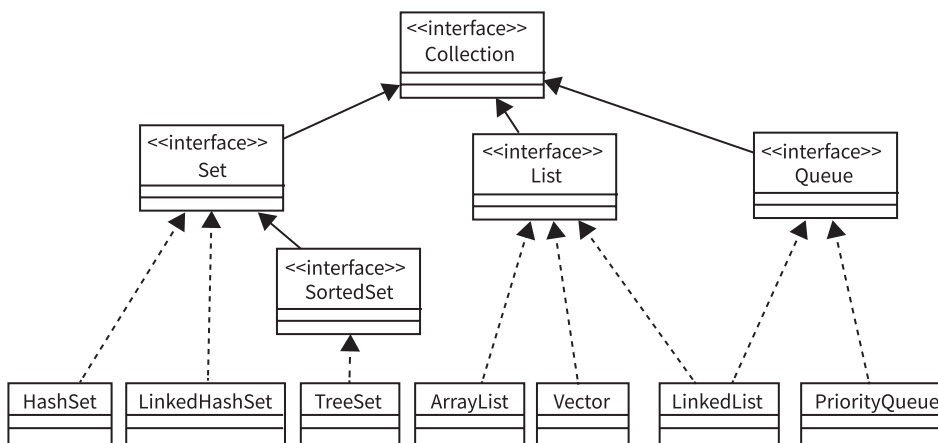 <<interface>>
Collection
<<interface>>
Set
<<interface>>
List
<<interface>>
Queue
<<interface>>
SortedSet
HashSet
LinkedHashSet
TreeSet
ArrayList
Vector
LinkedList
PriorityQueue